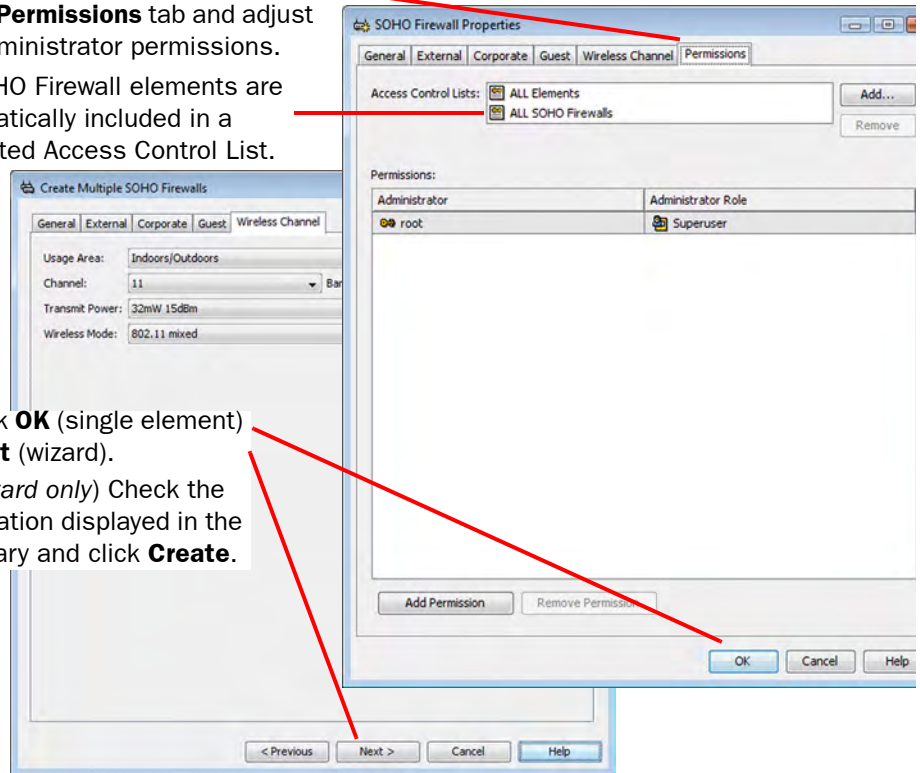 Permissions tab and adjust
ministrator permissions.
HO Firewall elements are
atically included in a
ted Access Control List.
SOHO Firewall Properties
General External Corporate Guest Wireless Channel Permissions
Access Control Lists: ALL Elements
ALL SOHO Firewalls
Add...
Remove
Permissions:
Administrator Administrator Role
root Superuser
Add Permission Remove Permission
OK Cancel Help
Create Multiple SOHO Firewalls
General External Corporate Guest Wireless Channel
Usage Area: Indoors/Outdoors
Channel: 11 Bar
Transmit Power: 32mW 15dBm
Wireless Mode: 802.11 mixed
k OK (single element)
t (wizard).
ard only) Check the
ation displayed in the
ary and click Create.
< Previous Next > Cancel Help